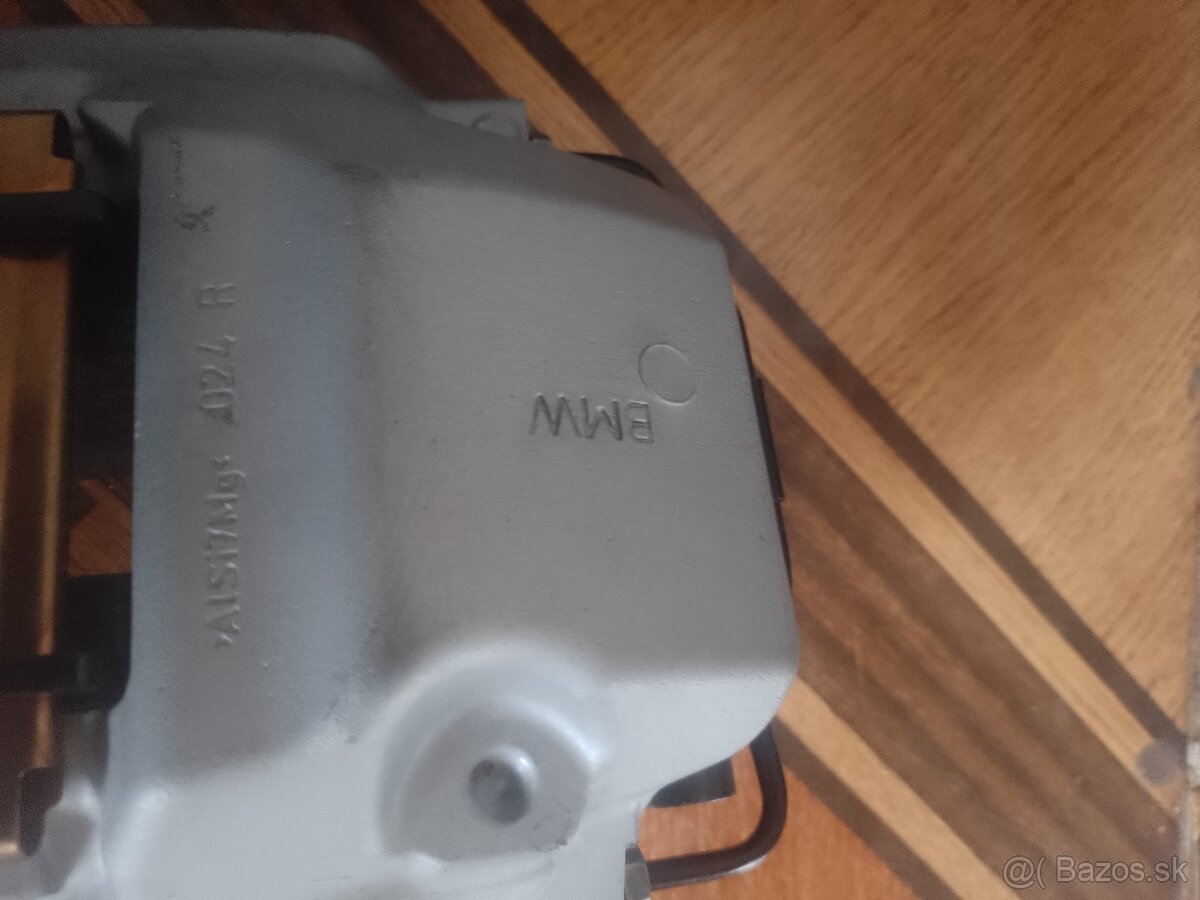 >AlSi7Mg< 024 R
BMW
@( Bazos.sk